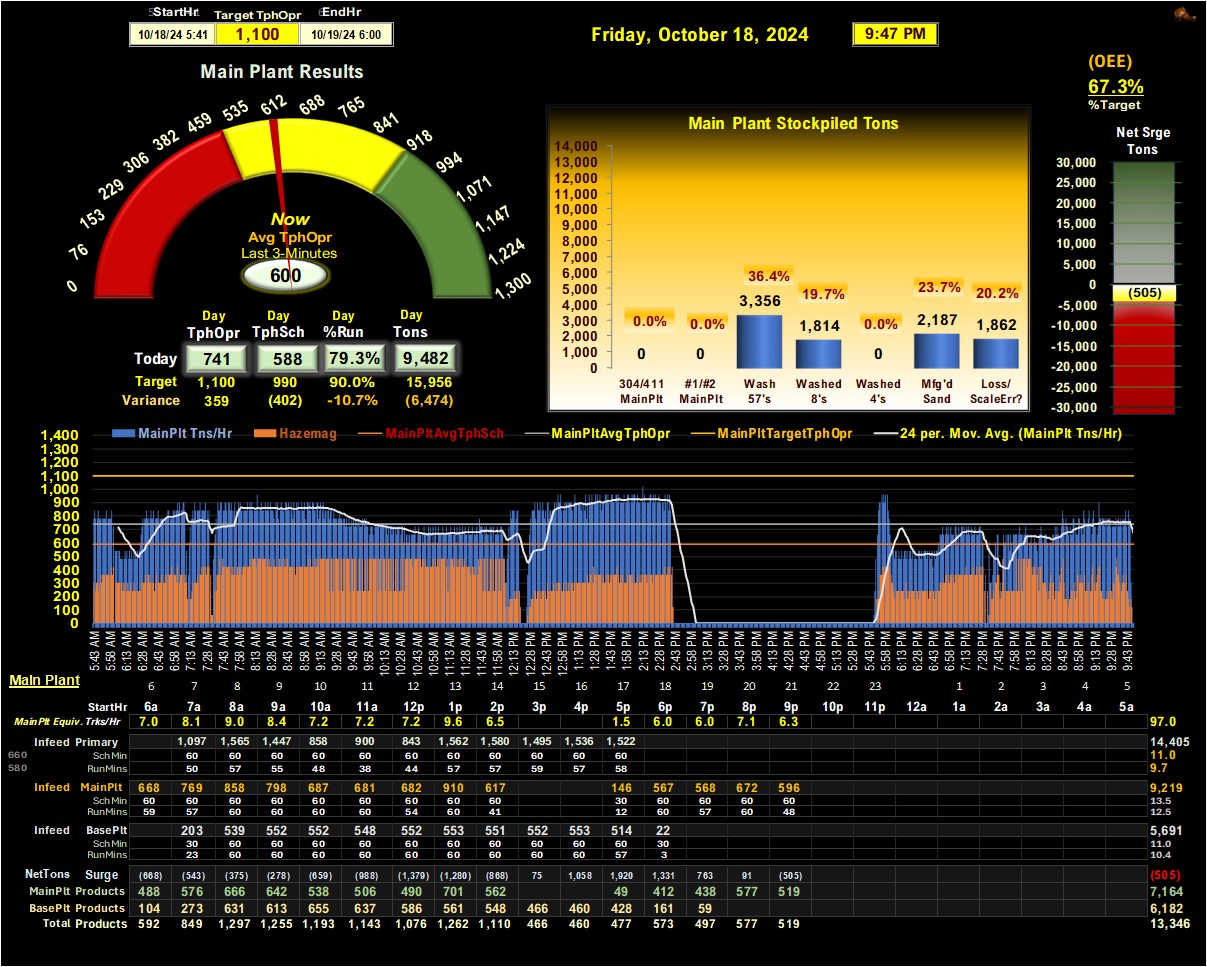 StartHr Target TphOpr EndHr
10/18/24 5:41 1,100 10/19/24 6:00
Friday, October 18, 2024 9:47 PM
(OEE)
67.3%
%Target
Main Plant Results
0 76 153 229 306 382 459 535 612 688 765 841 918 994 1,071 1,147 1,224 1,300
Now
Avg TphOpr
Last 3-Minutes
600
Day Day Day Day
TphOpr TphSch %Run Tons
Today 741 588 79.3% 9,482
Target 1,100 990 90.0% 15,956
Variance 359 (402) -10.7% (6,474)
Main Plant Stockpiled Tons
14,000
13,000
12,000
11,000
10,000
9,000
8,000
7,000
6,000
5,000
4,000
3,000
2,000
1,000
0
0.0% 0.0% 36.4% 19.7% 0.0% 23.7% 20.2%
0 0 3,356 1,814 0 2,187 1,862
304/411 #1/#2 Wash Washed Washed Mfg'd Loss/
MainPlt MainPlt 57's 8's 4's Sand ScaleErr?
Net Srge
Tons
30,000
25,000
20,000
15,000
10,000
5,000
0
(505)
-5,000
-10,000
-15,000
-20,000
-25,000
-30,000
MainPlt Tns/Hr Hazemag MainPltAvgTphSch MainPltAvgTphOpr MainPltTargetTphOpr 24 per. Mov. Avg. (MainPlt Tns/Hr)
1,400
1,300
1,200
1,100
1,000
900
800
700
600
500
400
300
200
100
0
5:43 AM 5:58 AM 6:13 AM 6:28 AM 6:43 AM 6:58 AM 7:13 AM 7:28 AM 7:43 AM 7:58 AM 8:13 AM 8:28 AM 8:43 AM 8:58 AM 9:13 AM 9:28 AM 9:43 AM 9:58 AM 10:13 AM 10:28 AM 10:43 AM 10:58 AM 11:13 AM 11:28 AM 11:43 AM 11:58 AM 12:13 PM 12:28 PM 12:43 PM 12:58 PM 1:13 PM 1:28 PM 1:43 PM 1:58 PM 2:13 PM 2:28 PM 2:43 PM 2:58 PM 3:13 PM 3:28 PM 3:43 PM 3:58 PM 4:13 PM 4:28 PM 4:43 PM 4:58 PM 5:13 PM 5:28 PM 5:43 PM 5:58 PM 6:13 PM 6:28 PM 6:43 PM 6:58 PM 7:13 PM 7:28 PM 7:43 PM 7:58 PM 8:13 PM 8:28 PM 8:43 PM 8:58 PM 9:13 PM 9:28 PM 9:43 PM
Main Plant
6 7 8 9 10 11 12 13 14 15 16 17 18 19 20 21 22 23 1 2 3 4 5
StartHr 6a 7a 8a 9a 10a 11a 12p 1p 2p 3p 4p 5p 6p 7p 8p 9p 10p 11p 12a 1a 2a 3a 4a 5a
MainPlt Equiv. Trks/Hr 7.0 8.1 9.0 8.4 7.2 7.2 7.2 9.6 6.5 1.5 6.0 6.0 7.1 6.3 97.0
Infeed Primary 1,097 1,565 1,447 858 900 843 1,562 1,580 1,495 1,536 1,522 14,405
660 SchMin 60 60 60 60 60 60 60 60 60 60 60 11.0
580 RunMins 50 57 55 48 38 44 57 57 59 57 58 9.7
Infeed MainPlt 668 769 858 798 687 681 682 910 617 146 567 568 672 596 9,219
SchMin 60 60 60 60 60 60 60 60 60 30 60 60 60 60 13.5
RunMins 59 57 60 60 60 60 54 60 41 12 60 57 60 48 12.5
Infeed BasePlt 203 539 552 552 548 552 553 551 552 553 514 22 5,691
SchMin 30 60 60 60 60 60 60 60 60 60 60 30 11.0
RunMins 23 60 60 60 60 60 60 60 60 60 57 3 10.4
NetTons Surge (668) (543) (375) (278) (659) (988) (1,379) (1,280) (868) 75 1,058 1,920 1,331 763 91 (505) (505)
MainPlt Products 488 576 666 642 538 506 490 701 562 49 412 438 577 519 7,164
BasePlt Products 104 273 631 613 655 637 586 561 548 466 460 428 161 59 6,182
Total Products 592 849 1,297 1,255 1,193 1,143 1,076 1,262 1,110 466 460 477 573 497 577 519 13,346